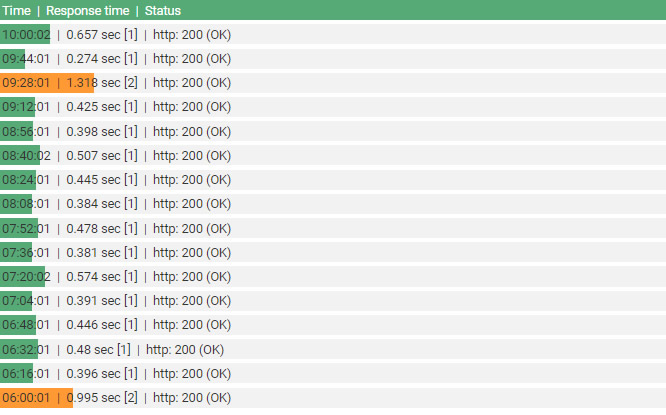 Time | Response time | Status
10:00:02 | 0.657 sec [1] | http: 200 (OK)
09:44:01 | 0.274 sec [1] | http: 200 (OK)
09:28:01 | 1.318 sec [2] | http: 200 (OK)
09:12:01 | 0.425 sec [1] | http: 200 (OK)
08:56:01 | 0.398 sec [1] | http: 200 (OK)
08:40:02 | 0.507 sec [1] | http: 200 (OK)
08:24:01 | 0.445 sec [1] | http: 200 (OK)
08:08:01 | 0.384 sec [1] | http: 200 (OK)
07:52:01 | 0.478 sec [1] | http: 200 (OK)
07:36:01 | 0.381 sec [1] | http: 200 (OK)
07:20:02 | 0.574 sec [1] | http: 200 (OK)
07:04:01 | 0.391 sec [1] | http: 200 (OK)
06:48:01 | 0.446 sec [1] | http: 200 (OK)
06:32:01 | 0.48 sec [1] | http: 200 (OK)
06:16:01 | 0.396 sec [1] | http: 200 (OK)
06:00:01 | 0.995 sec [2] | http: 200 (OK)